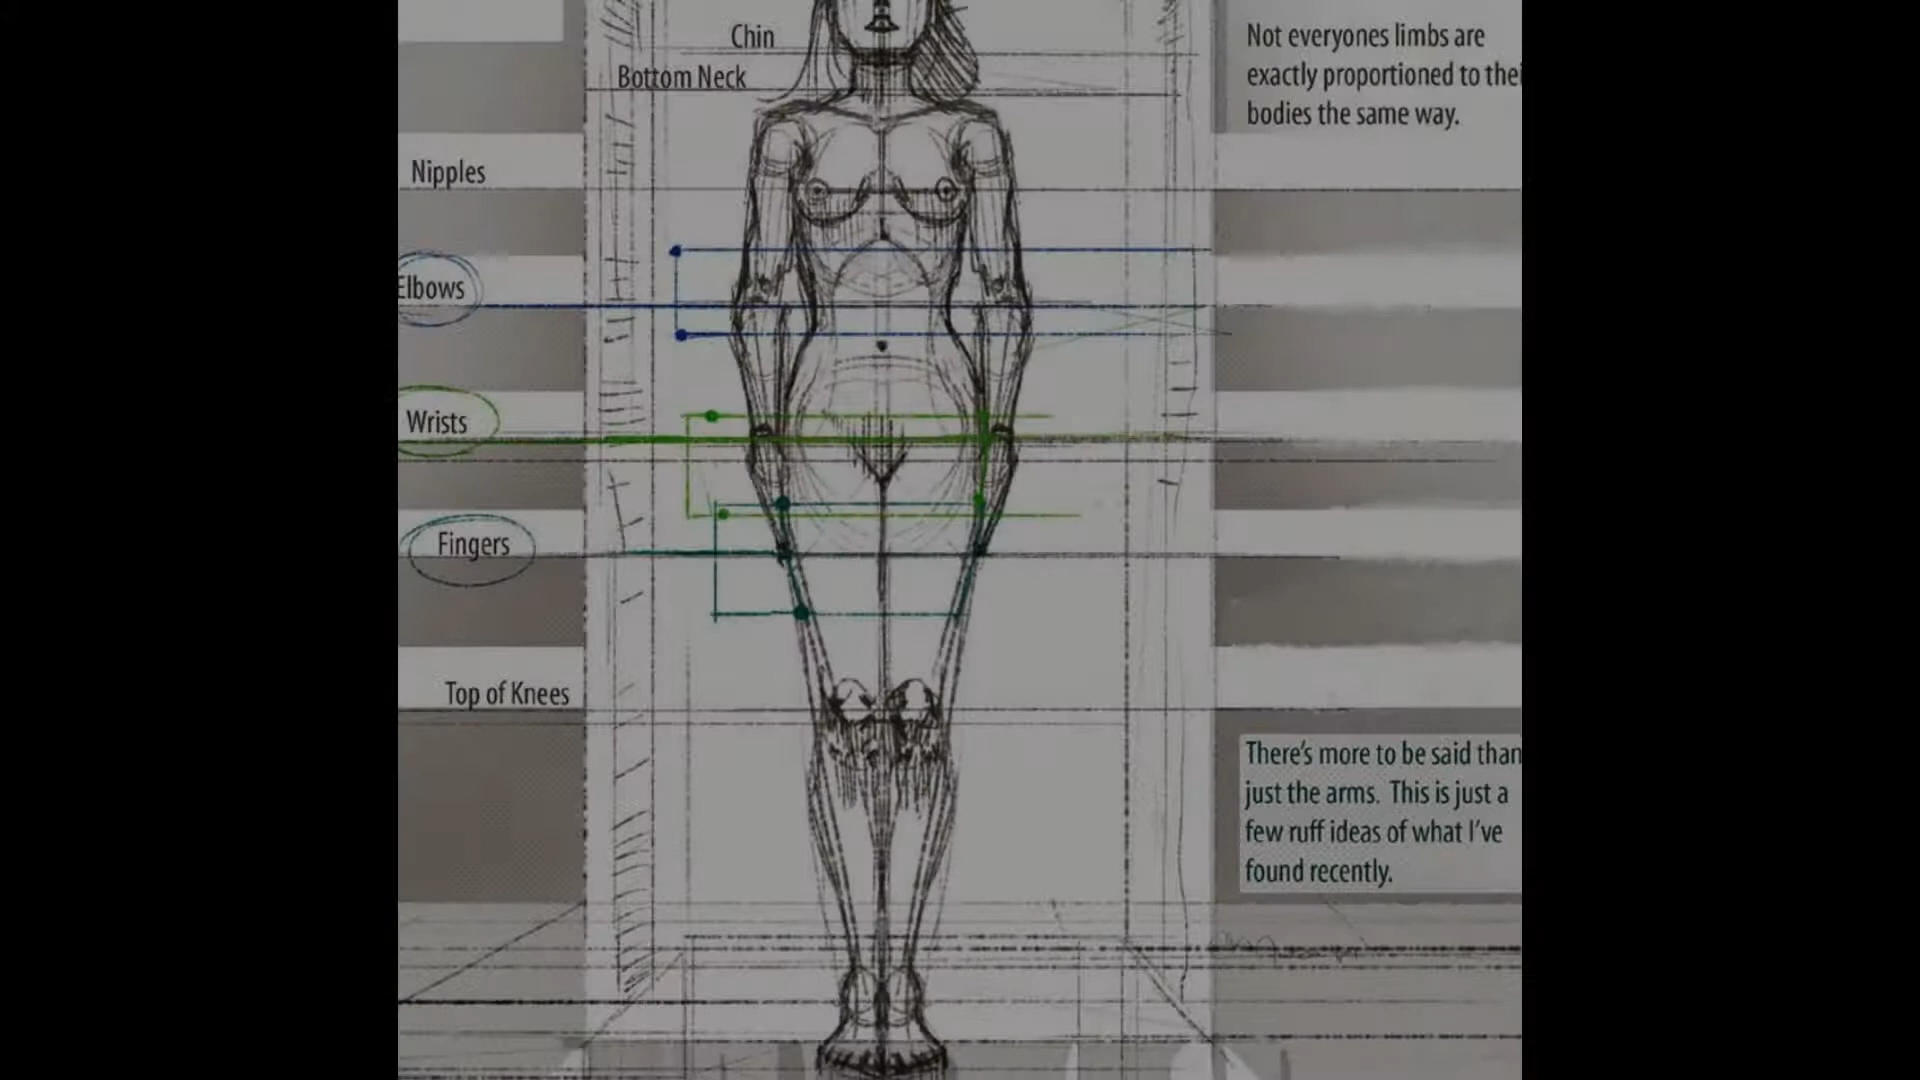 Chin
Bottom Neck
Nipples
Elbows
Wrists
Fingers
Top of Knees
Not everyones limbs are
exactly proportioned to thei
bodies the same way.
There's more to be said than
just the arms. This is just a
few ruff ideas of what I've
found recently.